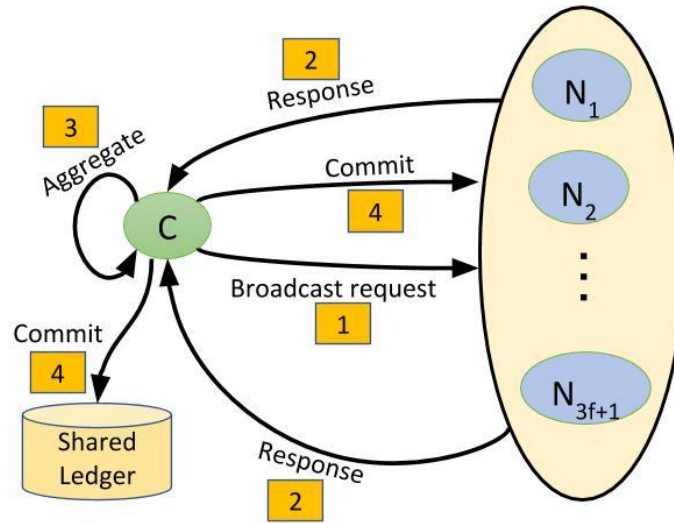 2
Response
N1
3
Aggregate
Commit
4
N2
C
Broadcast request
1
Commit
4
N3f+1
Shared
Ledger
Response
2